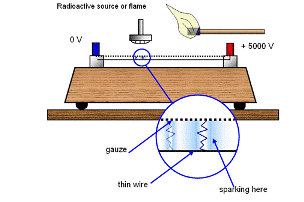 Radioactive source or flame
0 V
+ 5000 V
gauze
thin wire
sparking here